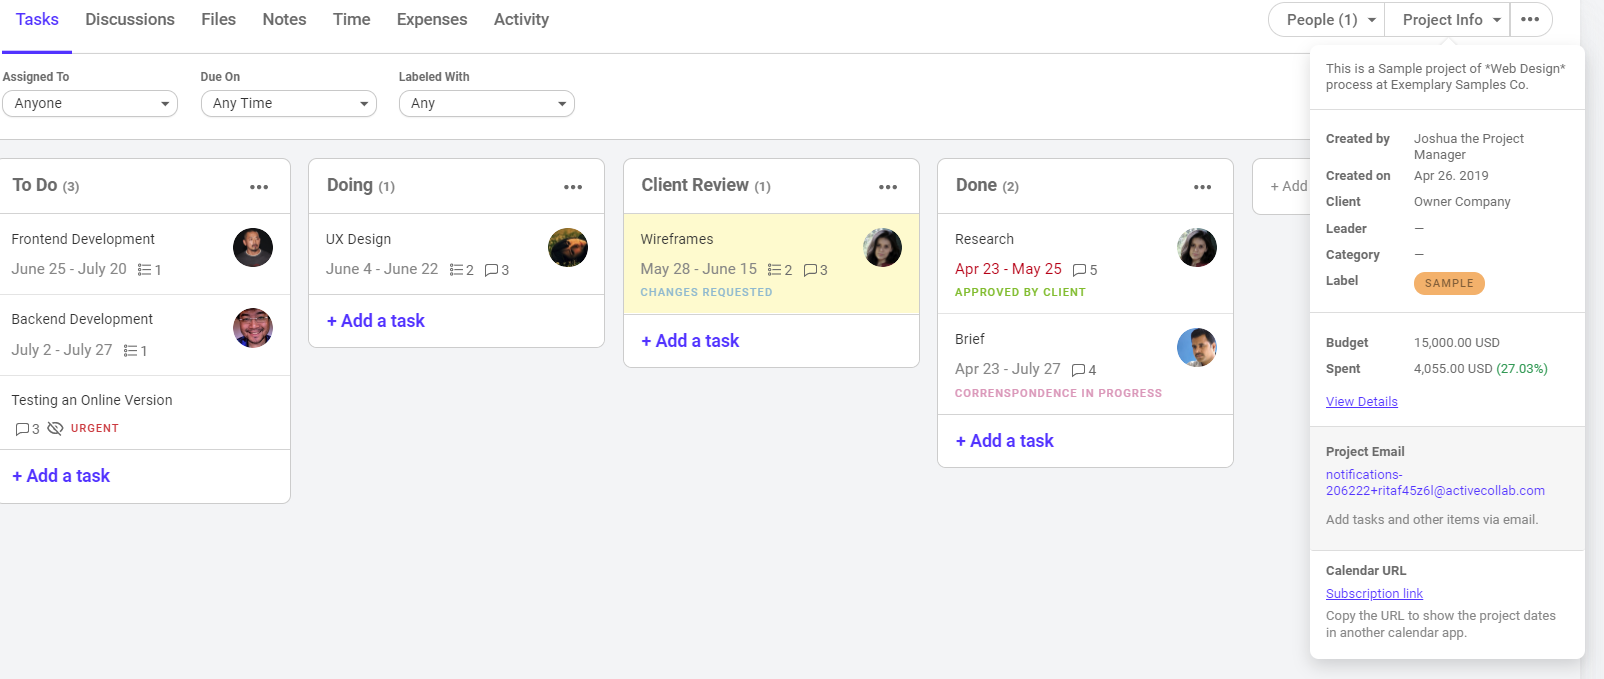 Tasks Discussions Files Notes Time Expenses Activity
People (1) Project Info
Assigned To Due On Labeled With
Anyone Any Time Any
To Do (3)
Frontend Development
June 25 - July 20 1
Backend Development
July 2 - July 27 1
Testing an Online Version
3 URGENT
+ Add a task
Doing (1)
UX Design
June 4 - June 22 2 3
+ Add a task
Client Review (1)
Wireframes
May 28 - June 15 2 3
CHANGES REQUESTED
+ Add a task
Done (2)
Research
Apr 23 - May 25 5
APPROVED BY CLIENT
Brief
Apr 23 - July 27 4
CORRENSPONDENCE IN PROGRESS
+ Add a task
+ Add
This is a Sample project of *Web Design*
process at Exemplary Samples Co.
Created by Joshua the Project
Manager
Created on Apr 26. 2019
Client Owner Company
Leader —
Category —
Label SAMPLE
Budget 15,000.00 USD
Spent 4,055.00 USD (27.03%)
View Details
Project Email
notifications-
206222+ritaf45z6l@activecollab.com
Add tasks and other items via email.
Calendar URL
Subscription link
Copy the URL to show the project dates
in another calendar app.